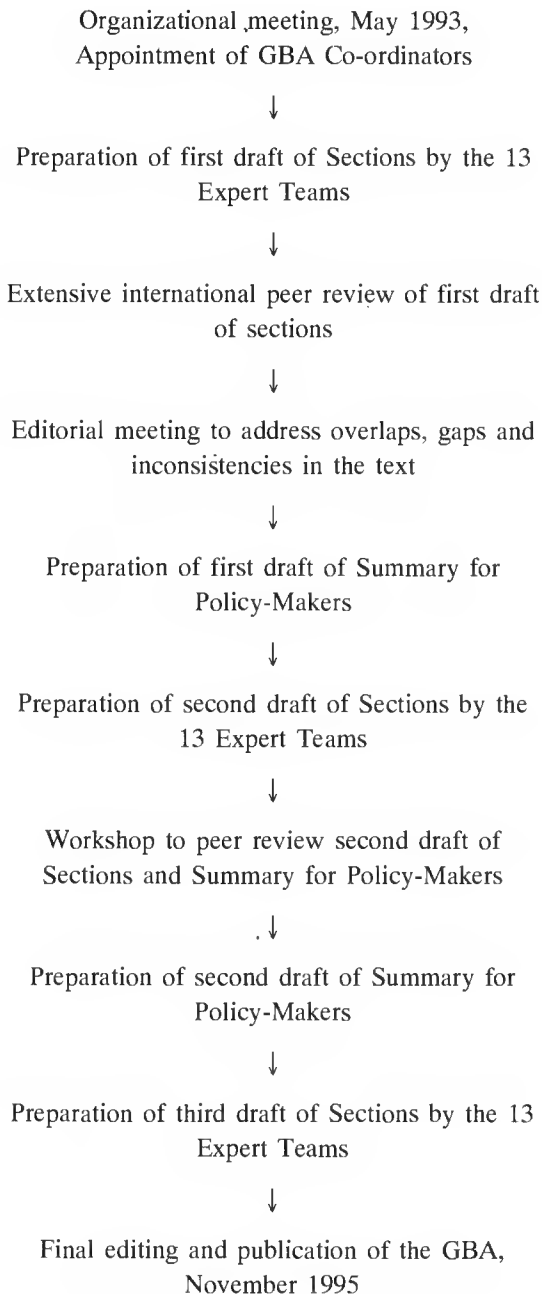 Organizational meeting, May 1993,
Appointment of GBA Co-ordinators
↓
Preparation of first draft of Sections by the 13
Expert Teams
↓
Extensive international peer review of first draft
of sections
↓
Editorial meeting to address overlaps, gaps and
inconsistencies in the text
↓
Preparation of first draft of Summary for
Policy-Makers
↓
Preparation of second draft of Sections by the
13 Expert Teams
↓
Workshop to peer review second draft of
Sections and Summary for Policy-Makers
↓
Preparation of second draft of Summary for
Policy-Makers
↓
Preparation of third draft of Sections by the 13
Expert Teams
↓
Final editing and publication of the GBA,
November 1995